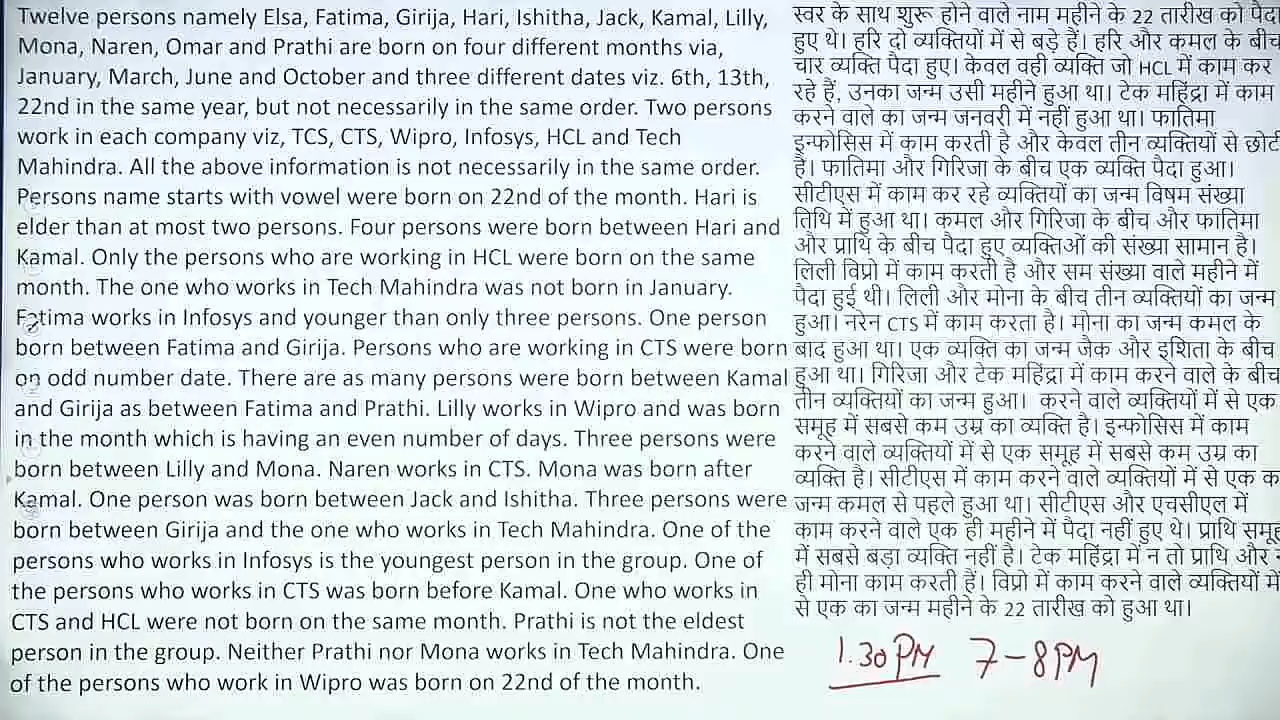 Twelve persons namely Elsa, Fatima, Girija, Hari, Ishitha, Jack, Kamal, Lilly,
Mona, Naren, Omar and Prathi are born on four different months via,
January, March, June and October and three different dates viz. 6th, 13th,
22nd in the same year, but not necessarily in the same order. Two persons
work in each company viz, TCS, CTS, Wipro, Infosys, HCL and Tech
Mahindra. All the above information is not necessarily in the same order.
Persons name starts with vowel were born on 22nd of the month. Hari is
elder than at most two persons. Four persons were born between Hari and
Kamal. Only the persons who are working in HCL were born on the same
month. The one who works in Tech Mahindra was not born in January.
Fatima works in Infosys and younger than only three persons. One person
born between Fatima and Girija. Persons who are working in CTS were born
on odd number date. There are as many persons were born between Kamal
and Girija as between Fatima and Prathi. Lilly works in Wipro and was born
in the month which is having an even number of days. Three persons were
born between Lilly and Mona. Naren works in CTS. Mona was born after
Kamal. One person was born between Jack and Ishitha. Three persons were
born between Girija and the one who works in Tech Mahindra. One of the
persons who works in Infosys is the youngest person in the group. One of
the persons who works in CTS was born before Kamal. One who works in
CTS and HCL were not born on the same month. Prathi is not the eldest
person in the group. Neither Prathi nor Mona works in Tech Mahindra. One
of the persons who work in Wipro was born on 22nd of the month.
स्वर के साथ शुरू होने वाले नाम महीने के 22 तारीख को पैदा
हुए थे। हरि दो व्यक्तियों में से बड़े हैं। हरि और कमल के बीच
चार व्यक्ति पैदा हुए। केवल वही व्यक्ति जो HCL में काम कर
रहे हैं, उनका जन्म उसी महीने हुआ था। टेक महिंद्रा में काम
करने वाले का जन्म जनवरी में नहीं हुआ था। फातिमा
इन्फोसिस में काम करती है और केवल तीन व्यक्तियों से छोटी
है। फातिमा और गिरिजा के बीच एक व्यक्ति पैदा हुआ।
सीटीएस में काम कर रहे व्यक्तियों का जन्म विषम संख्या
तिथि में हुआ था। कमल और गिरिजा के बीच और फातिमा
और प्राथि के बीच पैदा हुए व्यक्तिओं की संख्या सामान है।
लिली विप्रो में काम करती है और सम संख्या वाले महीने में
पैदा हुई थी। लिली और मोना के बीच तीन व्यक्तियों का जन्म
हुआ। नरेन CTS में काम करता है। मोना का जन्म कमल के
बाद हुआ था। एक व्यक्ति का जन्म जैक और इशिता के बीच
हुआ था। गिरिजा और टेक महिंद्रा में काम करने वाले के बीच
तीन व्यक्तियों का जन्म हुआ। करने वाले व्यक्तियों में से एक
समूह में सबसे कम उम्र का व्यक्ति है। इन्फोसिस में काम
करने वाले व्यक्तियों में से एक समूह में सबसे कम उम्र का
व्यक्ति है। सीटीएस में काम करने वाले व्यक्तियों में से एक क
जन्म कमल से पहले हुआ था। सीटीएस और एचसीएल में
काम करने वाले एक ही महीने में पैदा नहीं हुए थे। प्राथि समूह
में सबसे बड़ा व्यक्ति नहीं है। टेक महिंद्रा में न तो प्राथि और न
ही मोना काम करती हैं। विप्रो में काम करने वाले व्यक्तियों में
से एक का जन्म महीने के 22 तारीख को हुआ था।
1.30 PM 7-8PM